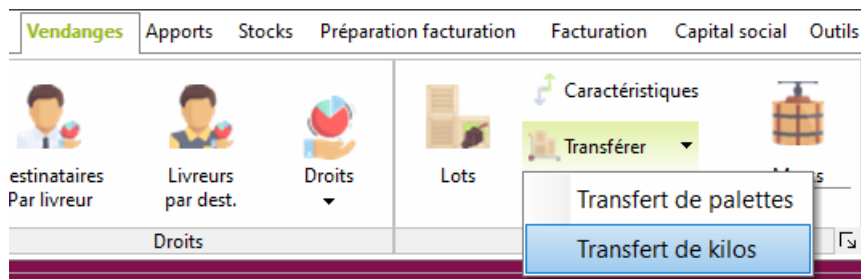 Vendanges Apports Stocks Préparation facturation Facturation Capital social Outils
Caractéristiques
Transférer
estinataires
Par livreur
Livreurs
par dest.
Droits
Lots
Transfert de palettes
Transfert de kilos
Droits